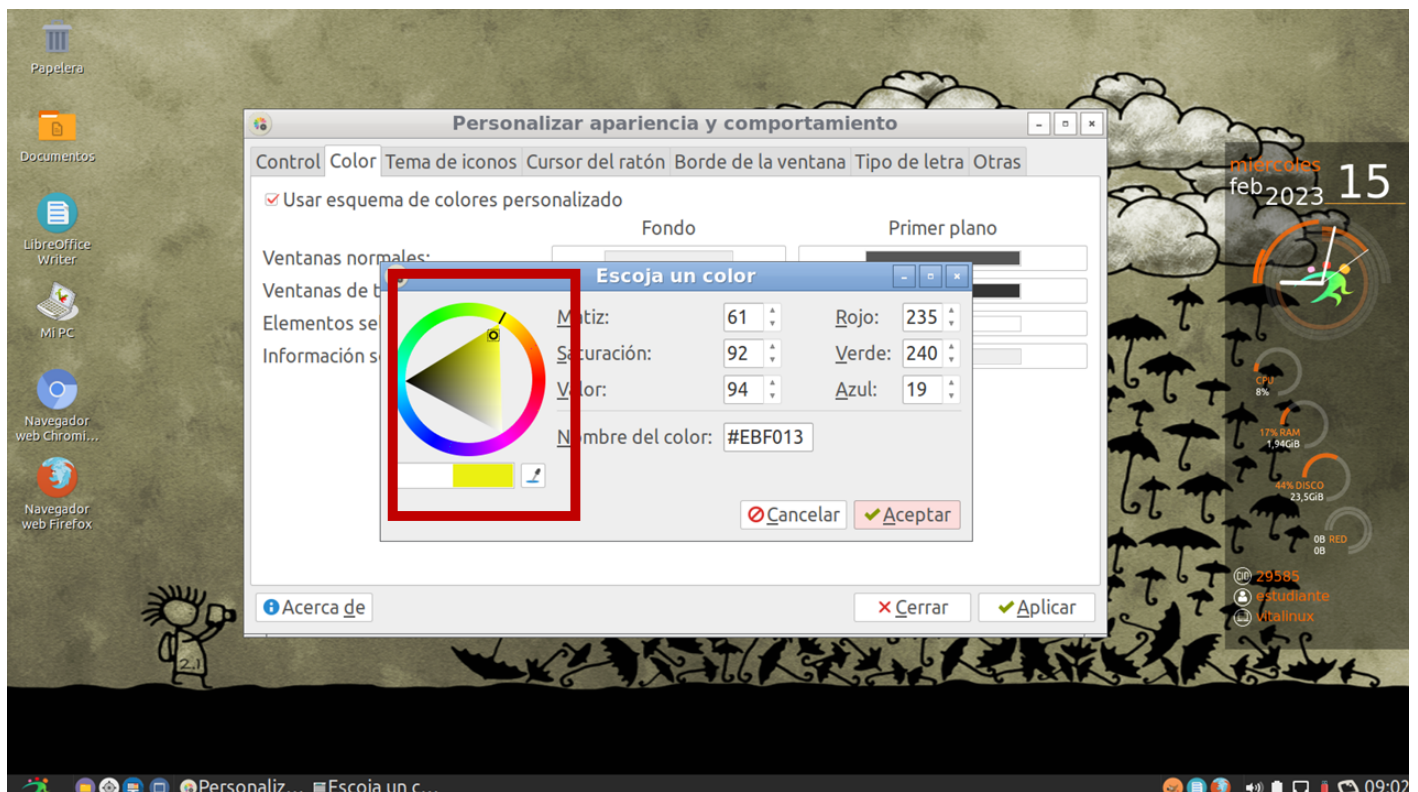 Papelera
Documentos
LibreOffice
Writer
Mi PC
Navegador
web Chromi...
Navegador
web Firefox
Personalizar apariencia y comportamiento
Control Color Tema de iconos Cursor del ratón Borde de la ventana Tipo de letra Otras
Usar esquema de colores personalizado
Fondo Primer plano
Ventanas normales:
Ventanas de t
Elementos se
Información s
Escoja un color
Matiz: 61 Rojo: 235
Saturación: 92 Verde: 240
Valor: 94 Azul: 19
Nombre del color: #EBF013
Cancelar Aceptar
Acerca de Cerrar Aplicar
miércoles
feb 2023 15
CPU
8%
17% RAM
1,94GiB
44% DISCO
23,5GiB
0B RED
0B
CID 29585
estudiante
vitalinux
2.1
Personaliz... Escoja un c...
09:02